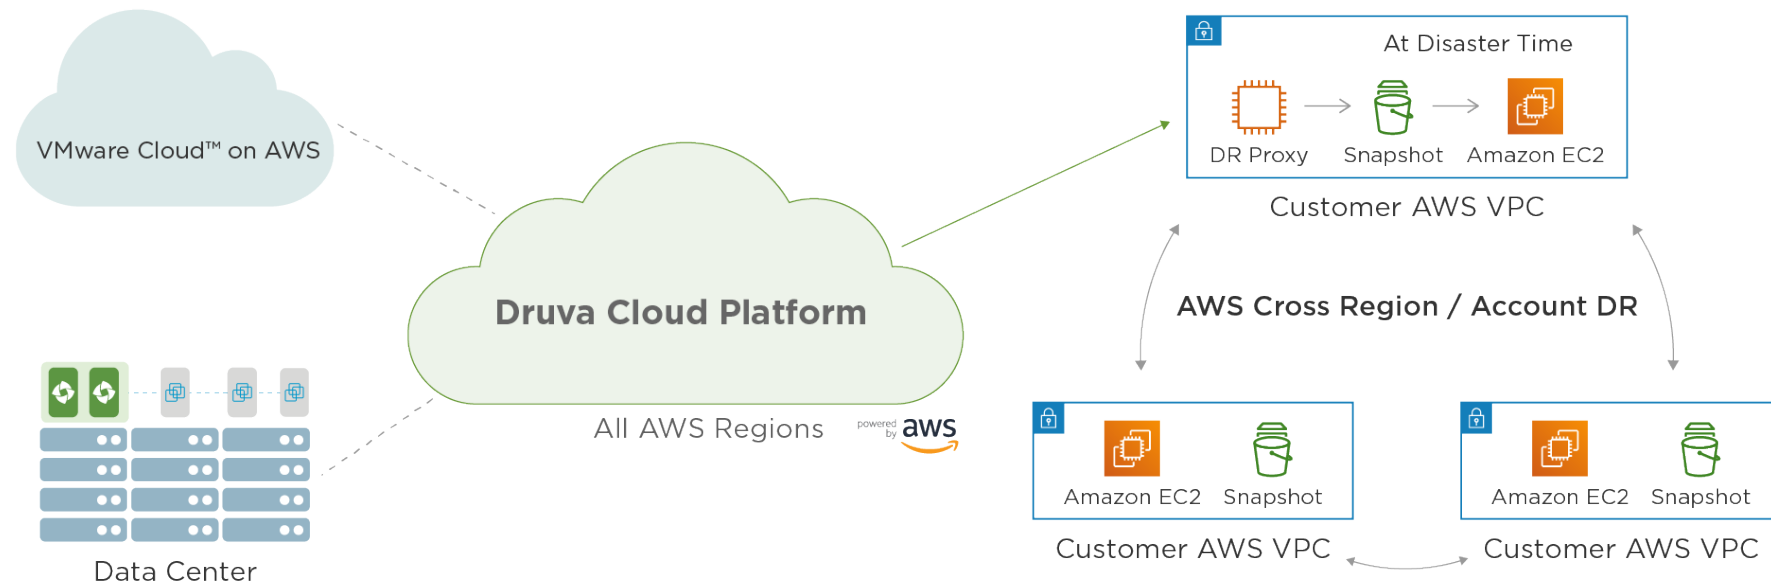 VMware Cloud™ on AWS
Data Center
Druva Cloud Platform
All AWS Regions
powered
by
aws
At Disaster Time
DR Proxy
Snapshot
Amazon EC2
Customer AWS VPC
AWS Cross Region / Account DR
Amazon EC2
Snapshot
Customer AWS VPC
Amazon EC2
Snapshot
Customer AWS VPC